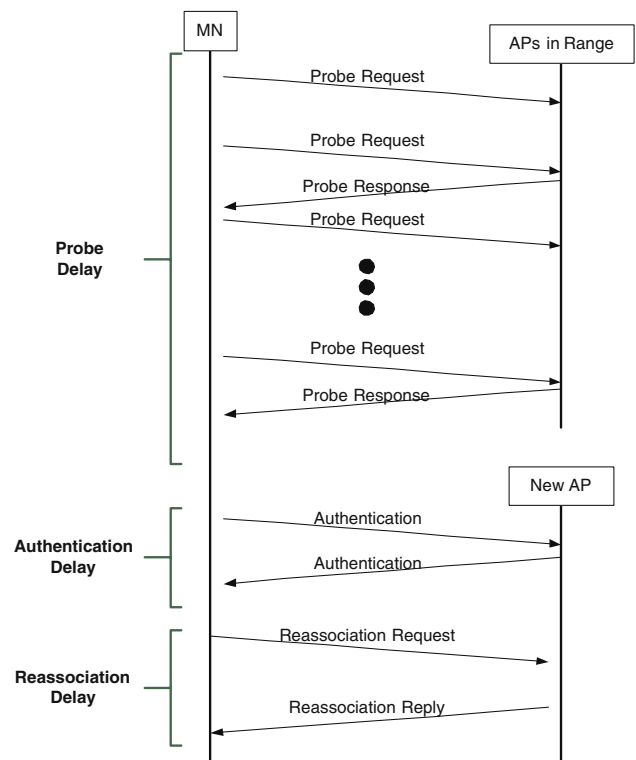 MN
APs in Range
Probe Request
Probe Request
Probe Response
Probe Request
Probe
Delay
Probe Request
Probe Response
New AP
Authentication
Authentication
Delay
Authentication
Reassociation Request
Reassociation
Delay
Reassociation Reply